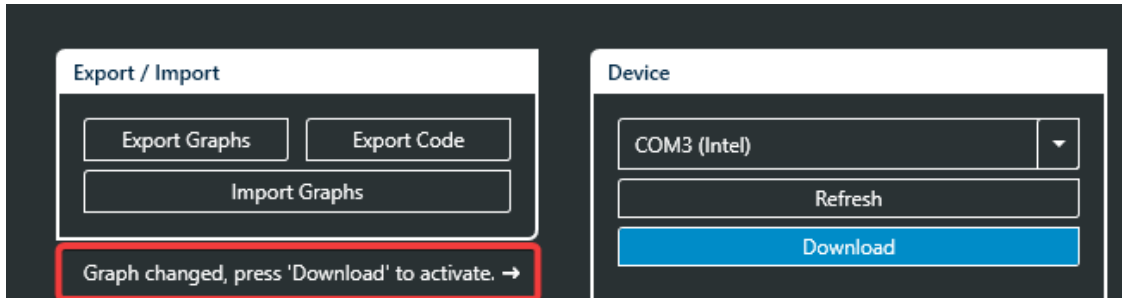 Export / Import
Export Graphs
Export Code
Import Graphs
Graph changed, press 'Download' to activate. →
Device
COM3 (Intel)
Refresh
Download